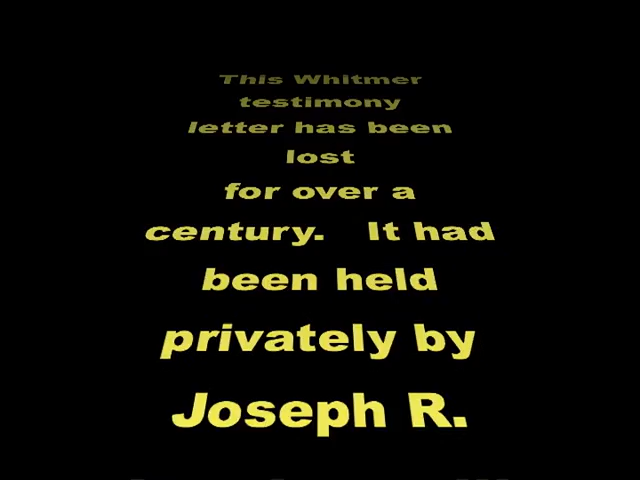 This Whitmer
testimony
letter has been
lost
for over a
century. It had
been held
privately by
Joseph R.